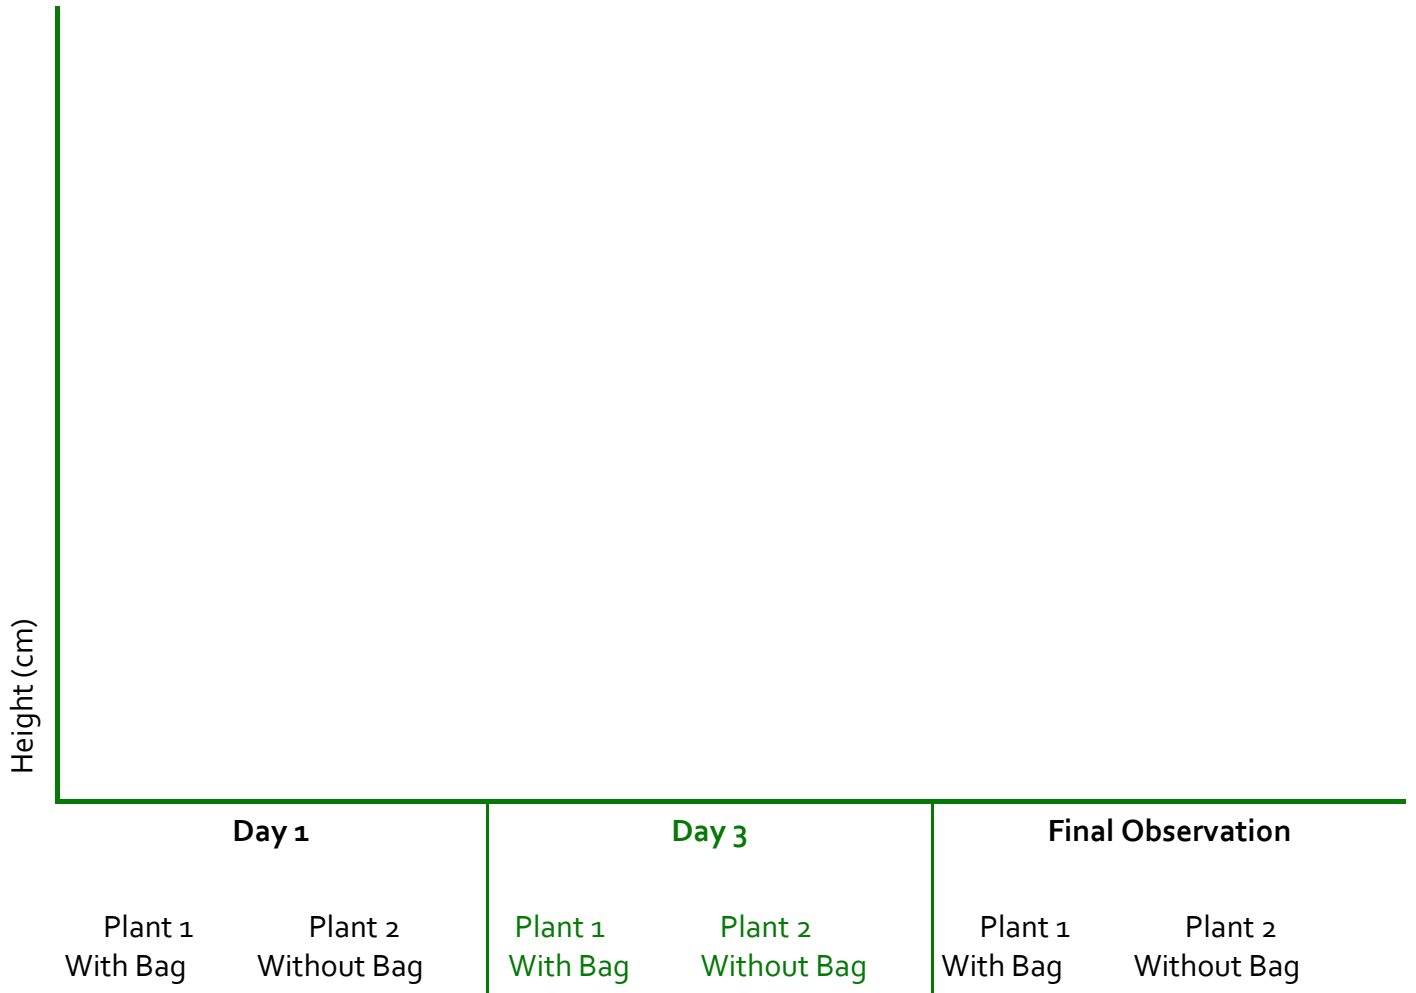 Height (cm)
Day 1 Day 3 Final Observation
Plant 1 Plant 2 Plant 1 Plant 2 Plant 1 Plant 2
With Bag Without Bag With Bag Without Bag With Bag Without Bag